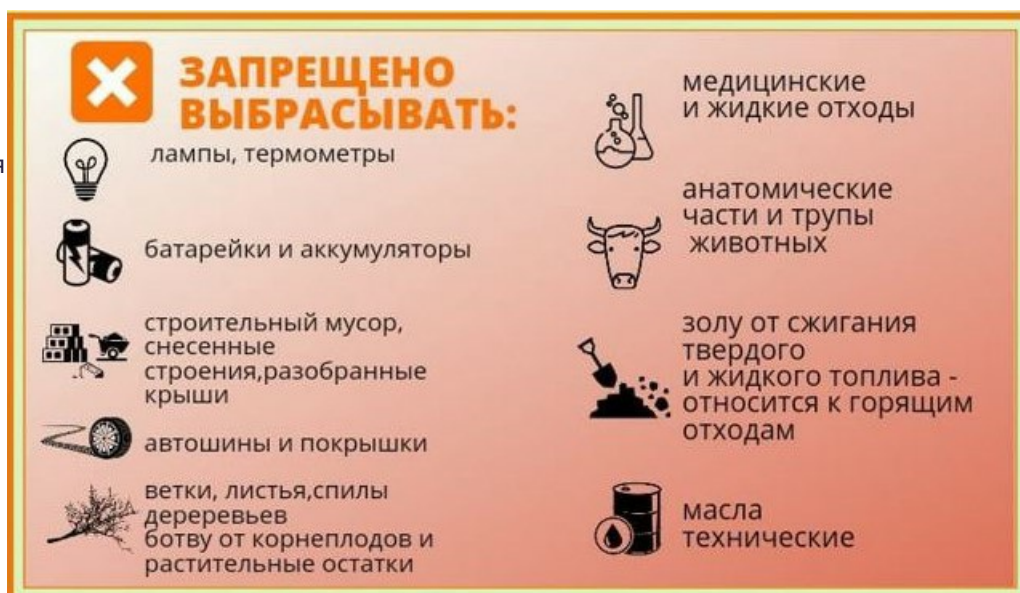 ЗАПРЕЩЕНО
ВЫБРАСЫВАТЬ:
лампы, термометры
батарейки и аккумуляторы
строительный мусор,
снесенные
строения,разобранные
крыши
автошины и покрышки
ветки, листья,спилы
дереревьев
ботву от корнеплодов и
растительные остатки
медицинские
и жидкие отходы
анатомические
части и трупы
животных
золу от сжигания
твердого
и жидкого топлива -
относится к горящим
отходам
масла
технические
я